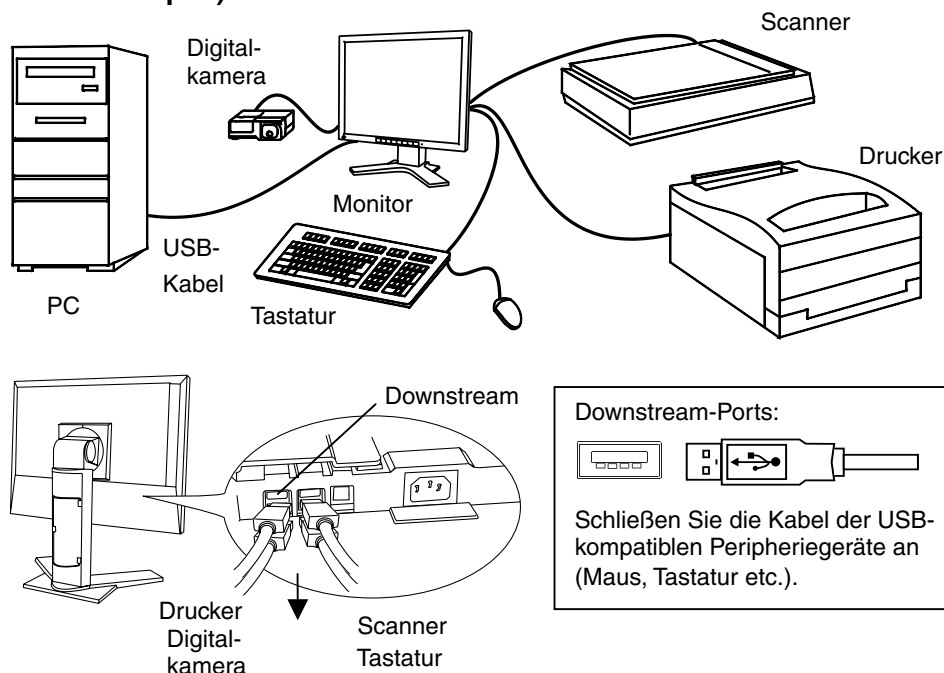 Scanner
Digital-
kamera
Drucker
Monitor
USB-
Kabel
PC
Tastatur
Downstream
Downstream-Ports:
Schließen Sie die Kabel der USB-
kompatiblen Peripheriegeräte an
(Maus, Tastatur etc.).
Drucker
Digital-
kamera
Scanner
Tastatur